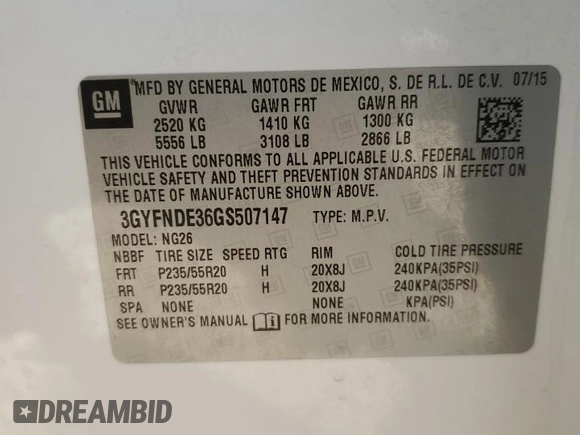 GM
MFD BY GENERAL MOTORS DE MEXICO, S. DE R.L. DE C.V. 07/15
GVWR GAWR FRT GAWR RR
2520 KG 1410 KG 1300 KG
5556 LB 3108 LB 2866 LB
THIS VEHICLE CONFORMS TO ALL APPLICABLE U.S. FEDERAL MOTOR
VEHICLE SAFETY AND THEFT PREVENTION STANDARDS IN EFFECT ON
THE DATE OF MANUFACTURE SHOWN ABOVE.
3GYFNDE36GS507147 TYPE: M.P.V.
MODEL: NG26
NBBF TIRE SIZE SPEED RTG RIM COLD TIRE PRESSURE
FRT P235/55R20 H 20X8J 240KPA(35PSI)
RR P235/55R20 H 20X8J 240KPA(35PSI)
SPA NONE NONE KPA(PSI)
SEE OWNER'S MANUAL FOR MORE INFORMATION.
DREAMBID